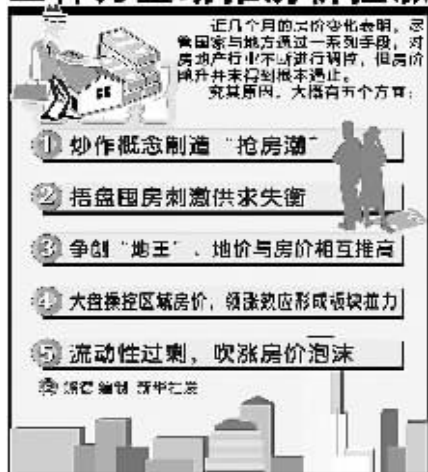 近几个月的房价变化表明，尽
管国家与地方通过一系列手段，对
房地产行业不断进行调控，但房价
飙升并未得到根本遏止。
究其原因，大概有五个方面：
1 炒作概念制造“抢房潮”
2 捂盘囤房刺激供求失衡
3 争创“地王”、地价与房价相互推高
4 大盘操控区域房价，领涨效应形成板块拉力
5 流动性过剩，吹涨房价泡沫
编制 新华社发